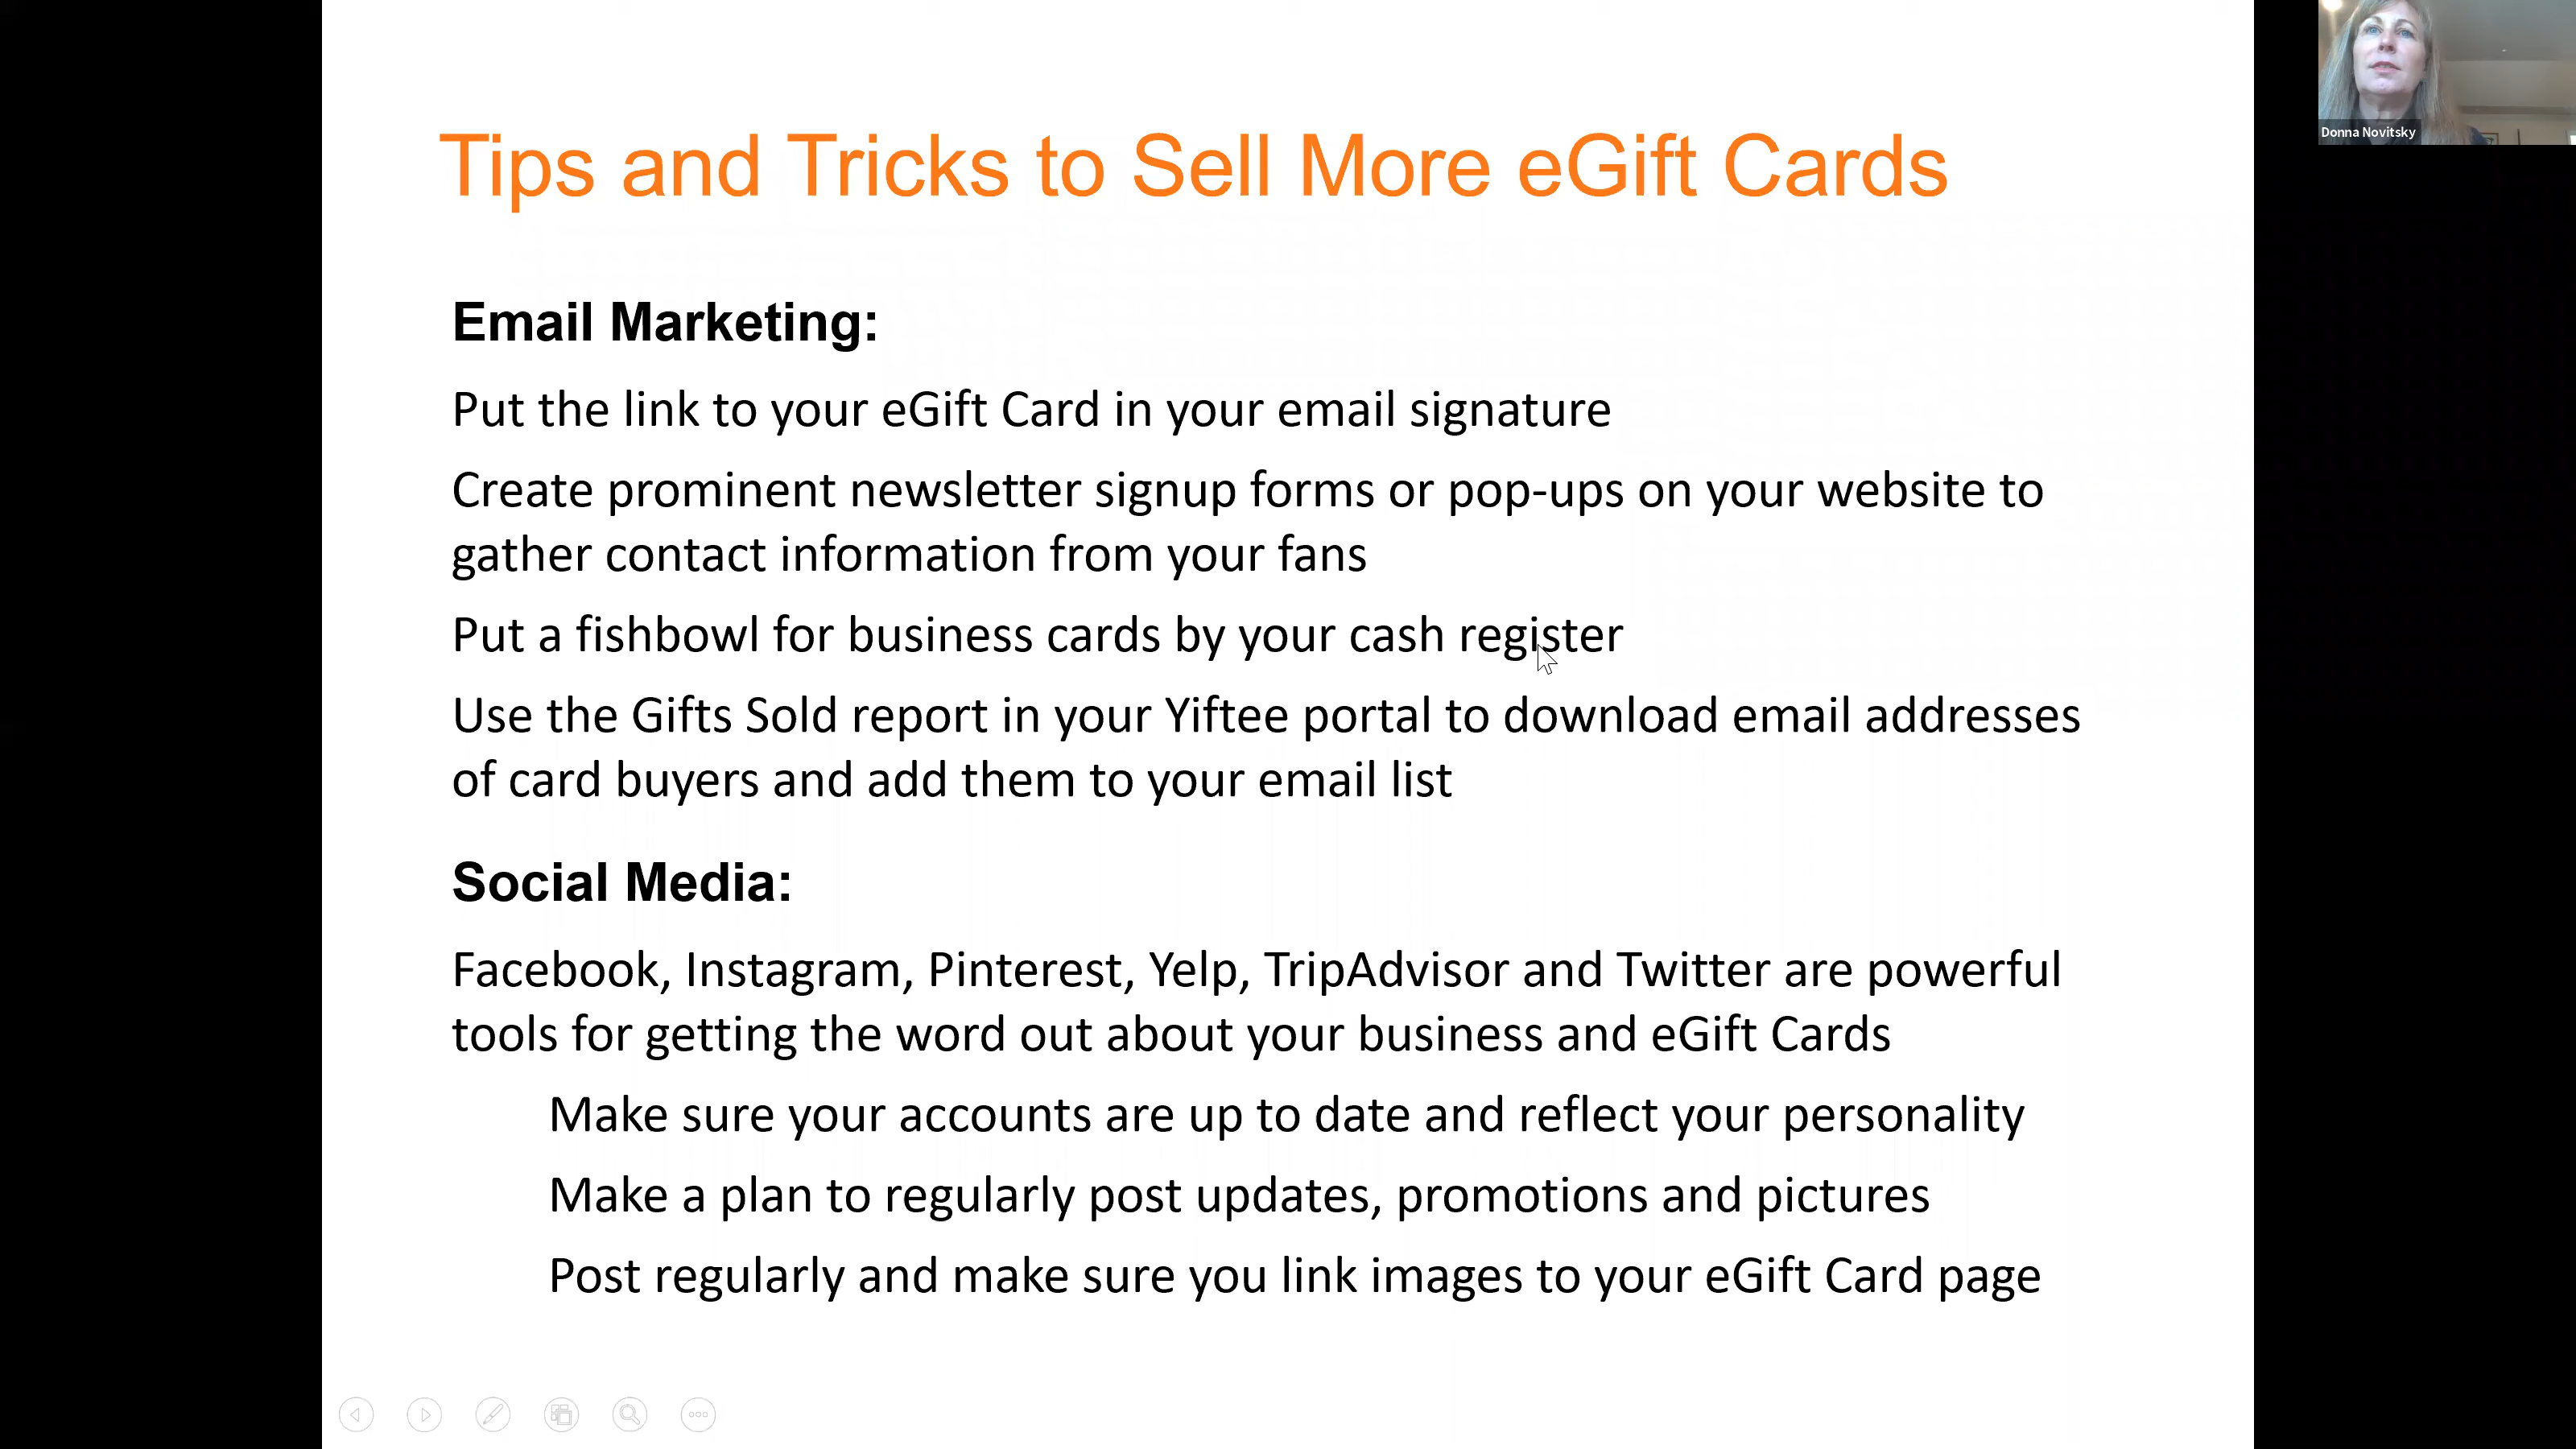 Tips and Tricks to Sell More eGift Cards
Donna Novitsky
Email Marketing:
Put the link to your eGift Card in your email signature
Create prominent newsletter signup forms or pop-ups on your website to
gather contact information from your fans
Put a fishbowl for business cards by your cash register
Use the Gifts Sold report in your Yiftee portal to download email addresses
of card buyers and add them to your email list
Social Media:
Facebook, Instagram, Pinterest, Yelp, TripAdvisor and Twitter are powerful
tools for getting the word out about your business and eGift Cards
Make sure your accounts are up to date and reflect your personality
Make a plan to regularly post updates, promotions and pictures
Post regularly and make sure you link images to your eGift Card page